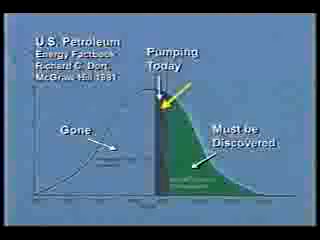 U.S. Petroleum
Energy Factbook
Richard C. Dorf,
McGraw Hill 1981
Pumping
Today
Gone
Must be
Discovered